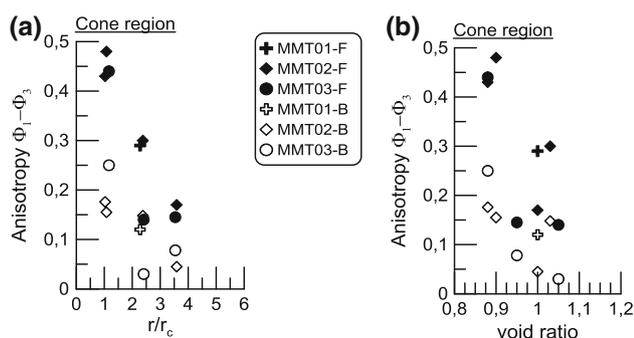 (a)
Cone region
Anisotropy Φ1−Φ3
0,5
0,4
0,3
0,2
0,1
0
0 1 2 3 4 5 6
r/rc
MMT01-F
MMT02-F
MMT03-F
MMT01-B
MMT02-B
MMT03-B
(b)
Cone region
Anisotropy Φ1−Φ3
0,5
0,4
0,3
0,2
0,1
0
0,8 0,9 1 1,1 1,2
void ratio